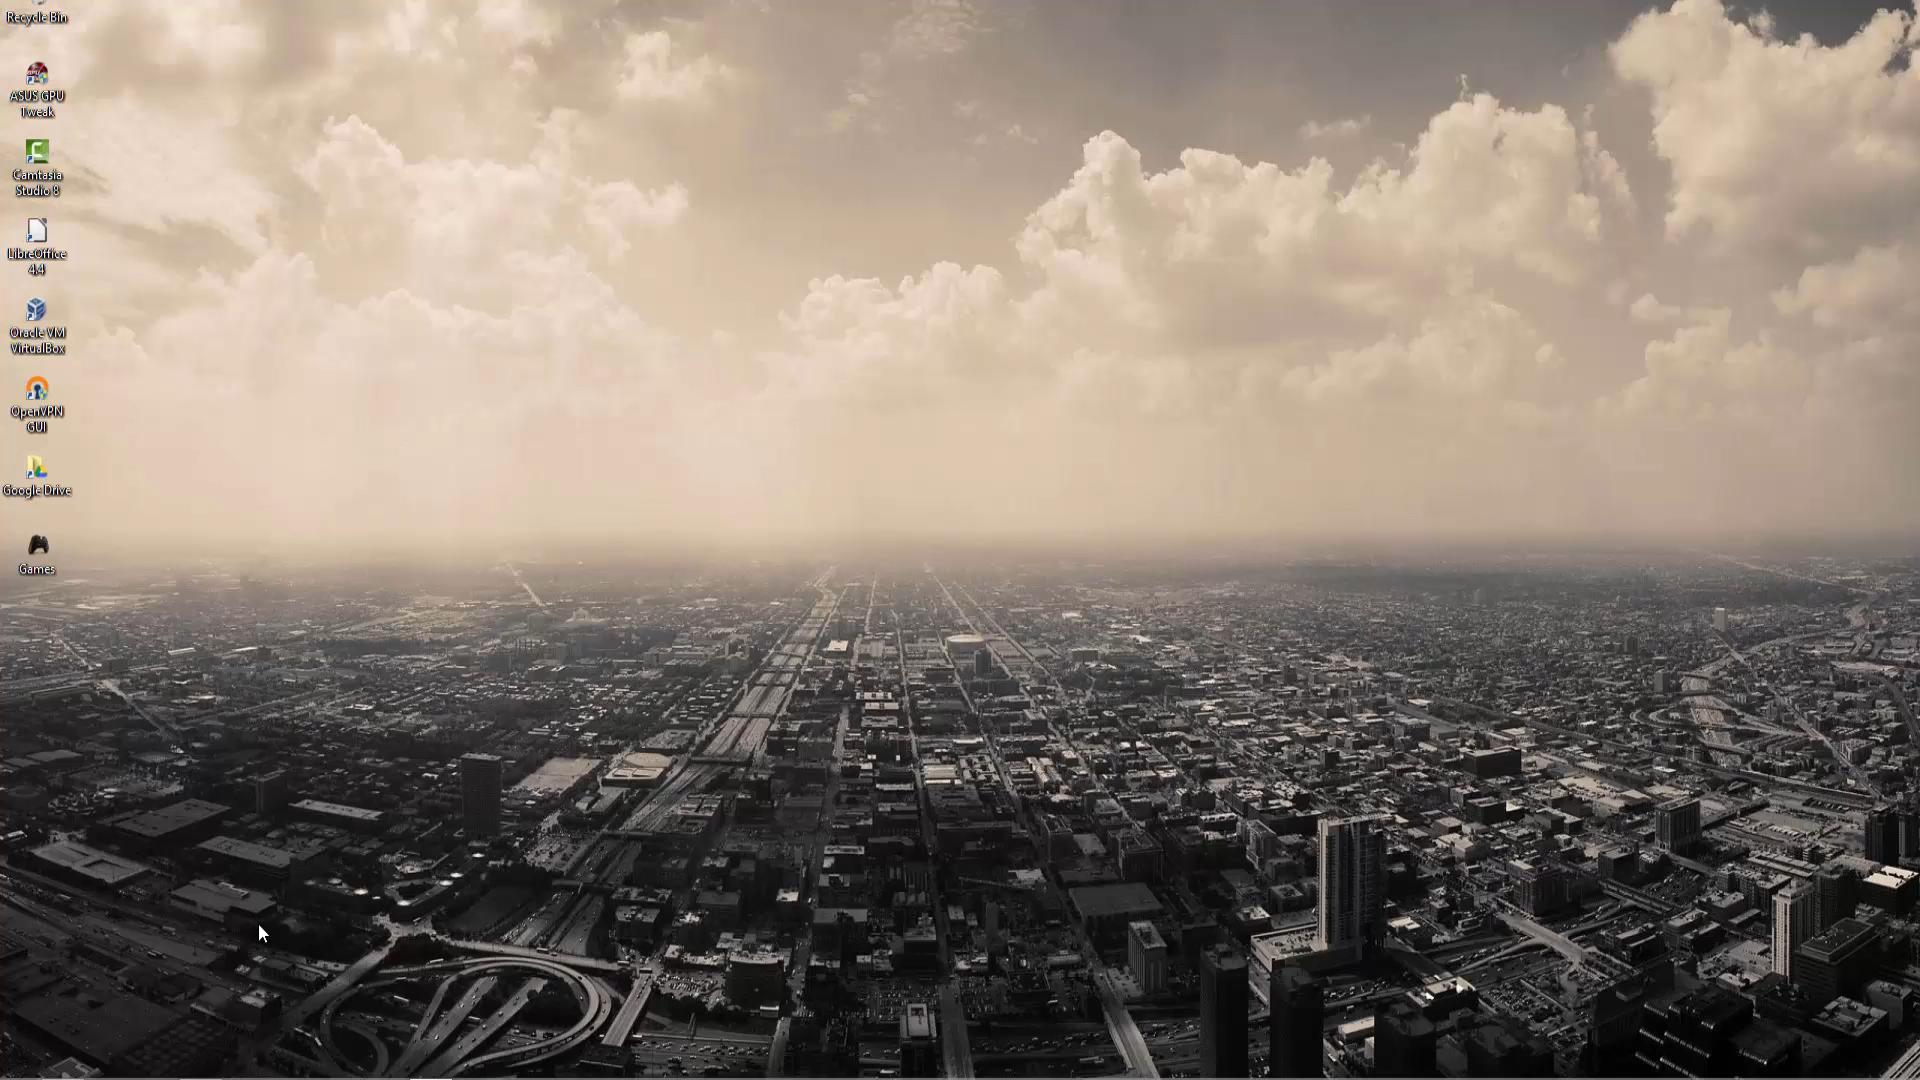 Recycle Bin
ASUS GPU
Tweak
Camtasia
Studio 8
LibreOffice
4.4
Oracle VM
VirtualBox
OpenVPN
GUI
Google Drive
Games